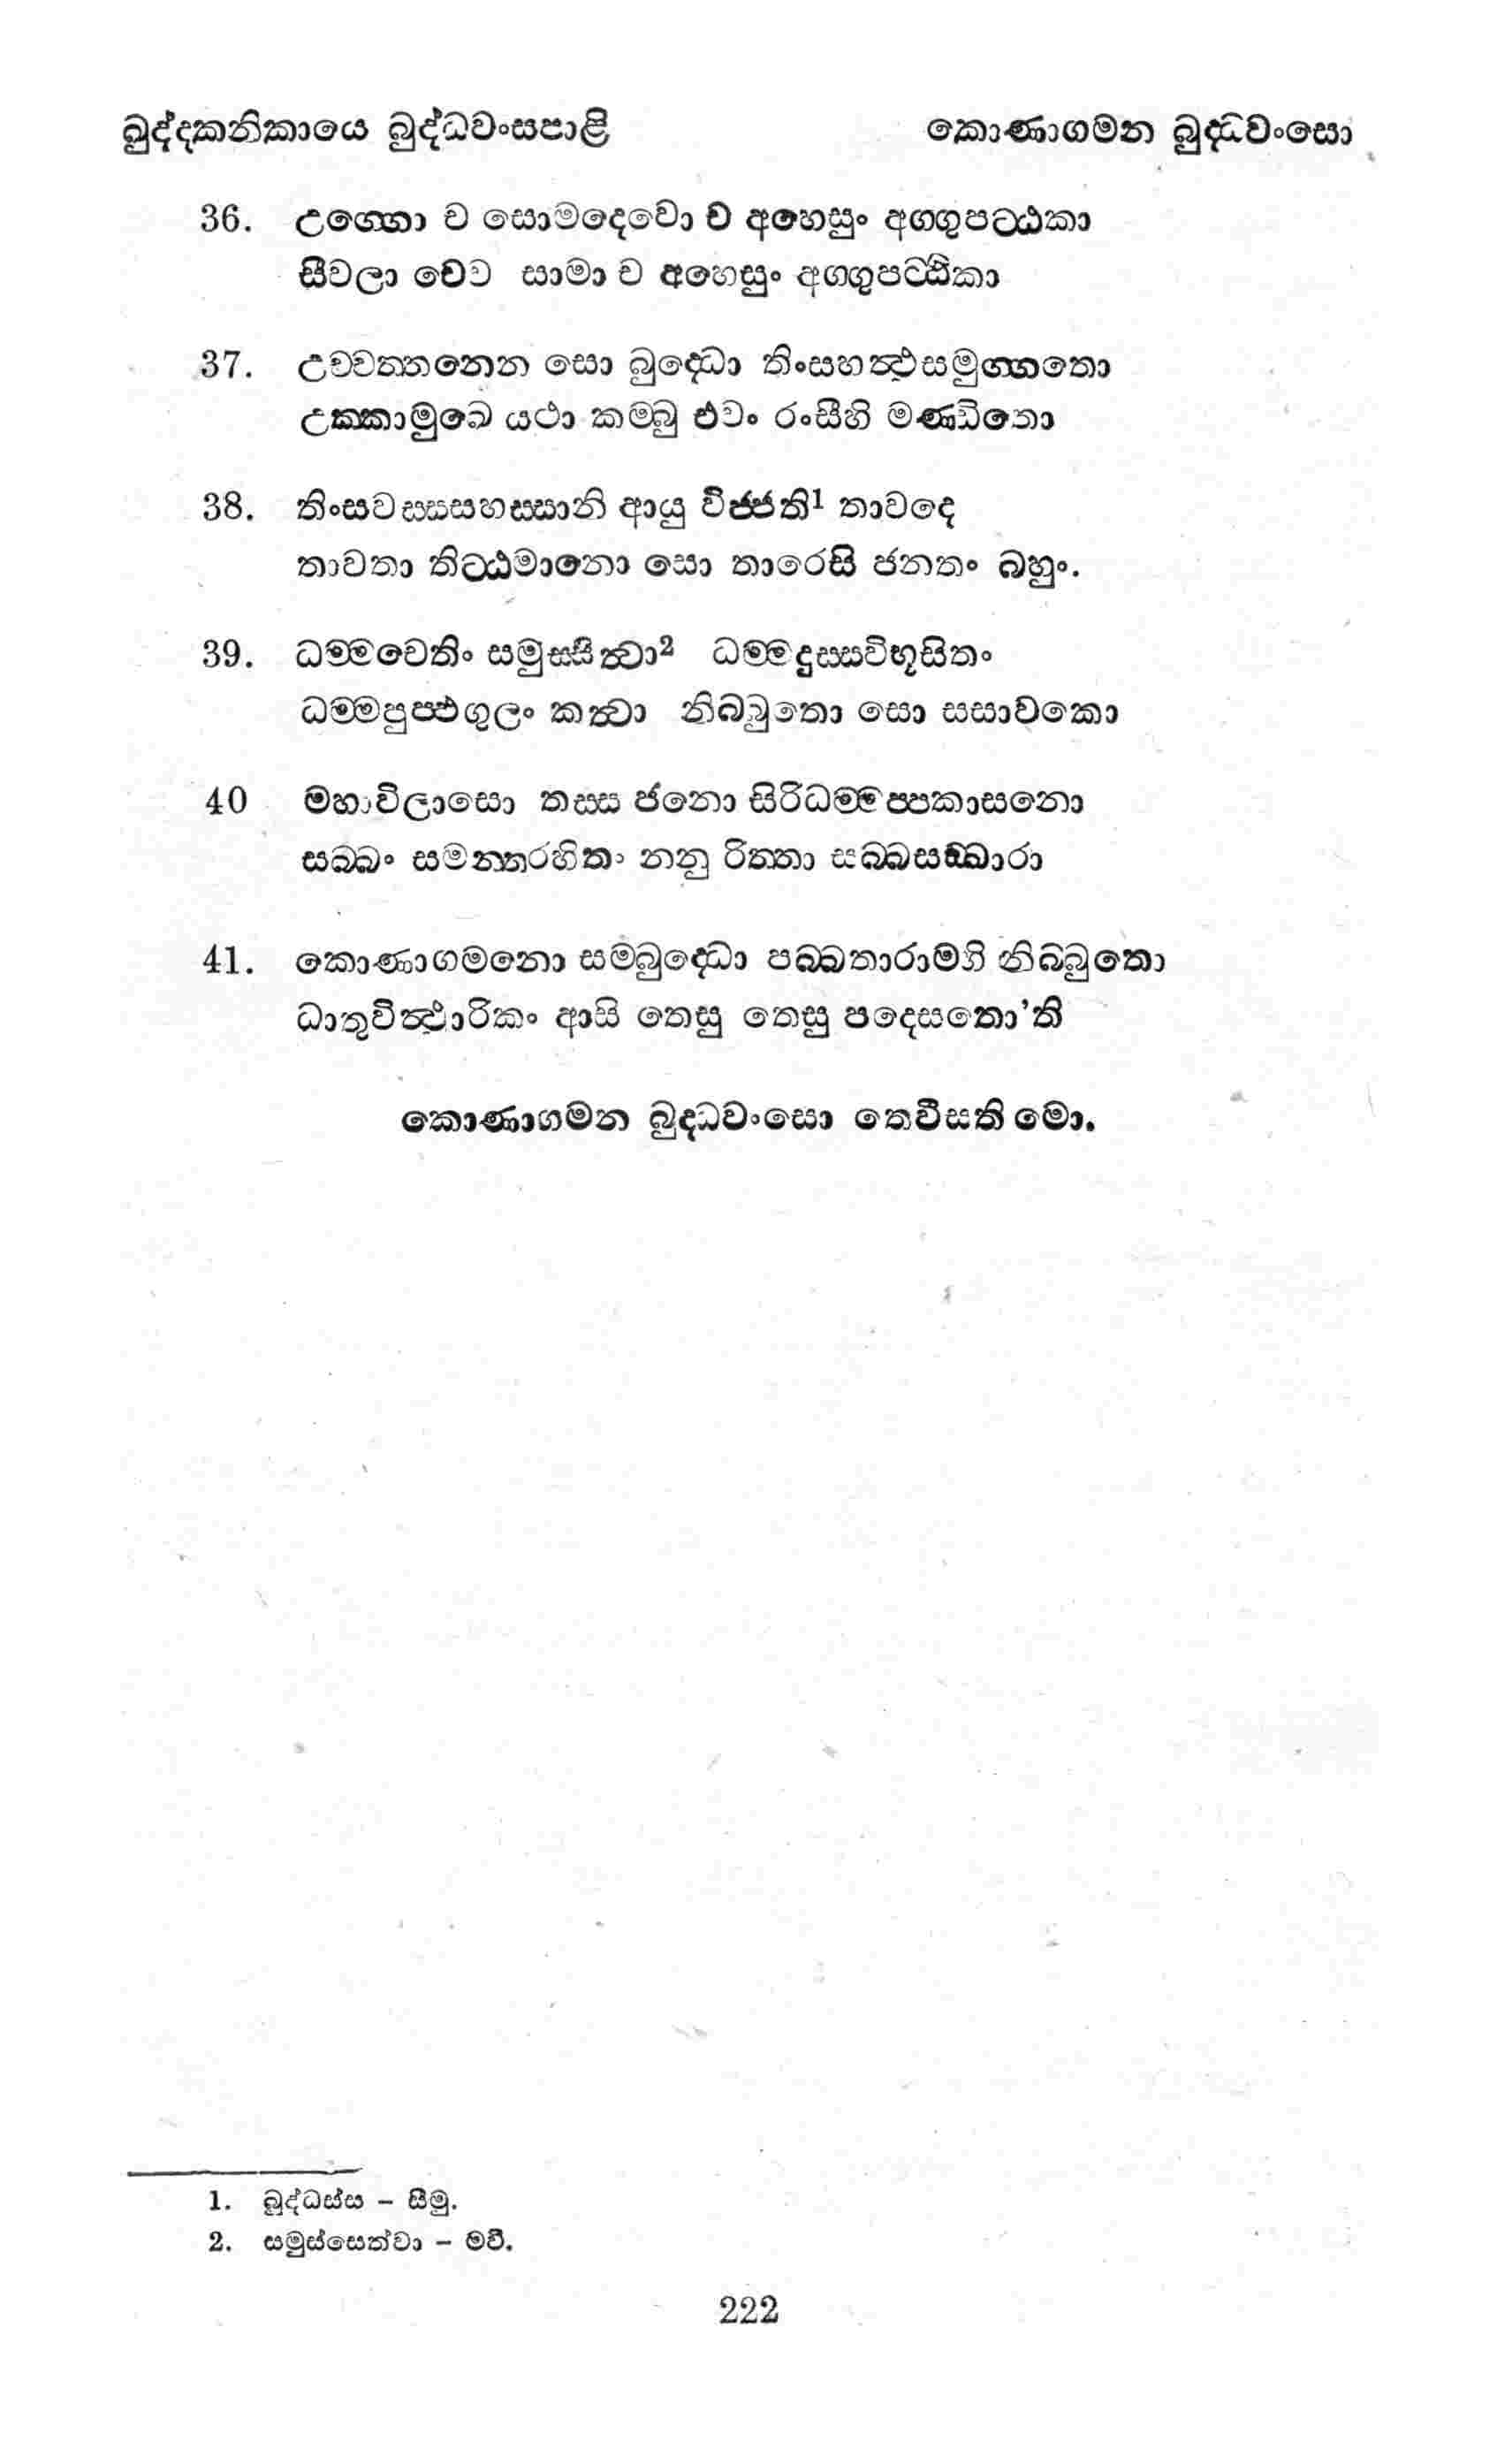 ඛුද්දකනිකායෙ බුද්ධවංසපාළි
කොණාගමන බුද්ධවංසො
36. උග්ගො ච සොමදෙවො ච අහෙසුං අග්ගුපට්ඨකා
සීවලා චෙව සාමා ච අහෙසුං අග්ගුපට්ඨිකා
37. උච්චත්තනෙන සො බුද්ධො තිංසහත්ථසමුග්ගතො
උක්කාමුඛෙ යථා කම්බු එවං රංසීහි මණ්ඩිතො
38. තිංසවස්සසහස්සානි ආයු විජ්ජති¹ තාවදෙ
තාවතා තිට්ඨමානො සො තාරෙසි ජනතං බහුං.
39. ධම්මචෙතිං සමුස්සිත්වා² ධම්මදුස්සවිභූසිතං
ධම්මපුප්ඵගුලං කත්වා නිබ්බුතො සො සසාවකො
40 මහාවිලාසො තස්ස ජනො සිරිධම්මප්පකාසනො
සබ්බං සමන්තරහිතං නනු රිත්තා සබ්බසඞ්ඛාරා
41. කොණාගමනො සම්බුද්ධො පබ්බතාරාමම්හි නිබ්බුතො
ධාතුවිත්ථාරිකං ආසි තෙසු තෙසු පදෙසතො’ති
කොණාගමන බුද්ධවංසො තෙවීසති මො.
1. බුද්ධස්ස – සීමු.
2. සමුස්සෙත්වා – මවී.
222